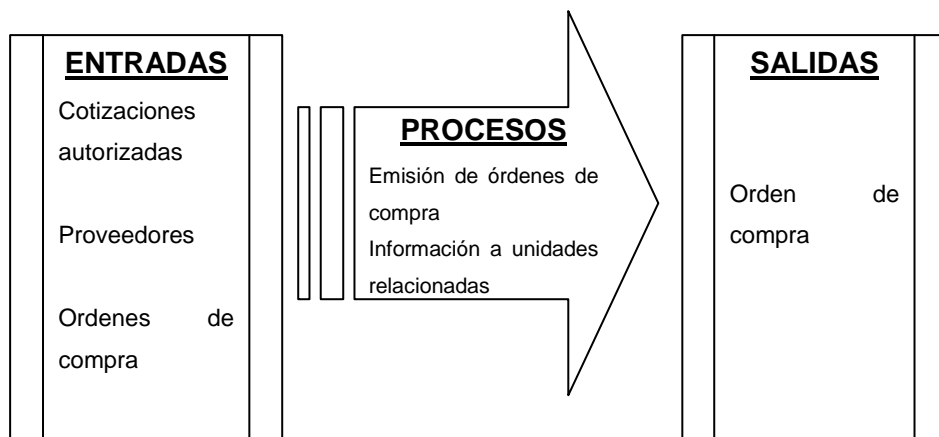 ENTRADAS
Cotizaciones
autorizadas
Proveedores
Ordenes de
compra
PROCESOS
Emisión de órdenes de
compra
Información a unidades
relacionadas
SALIDAS
Orden de
compra